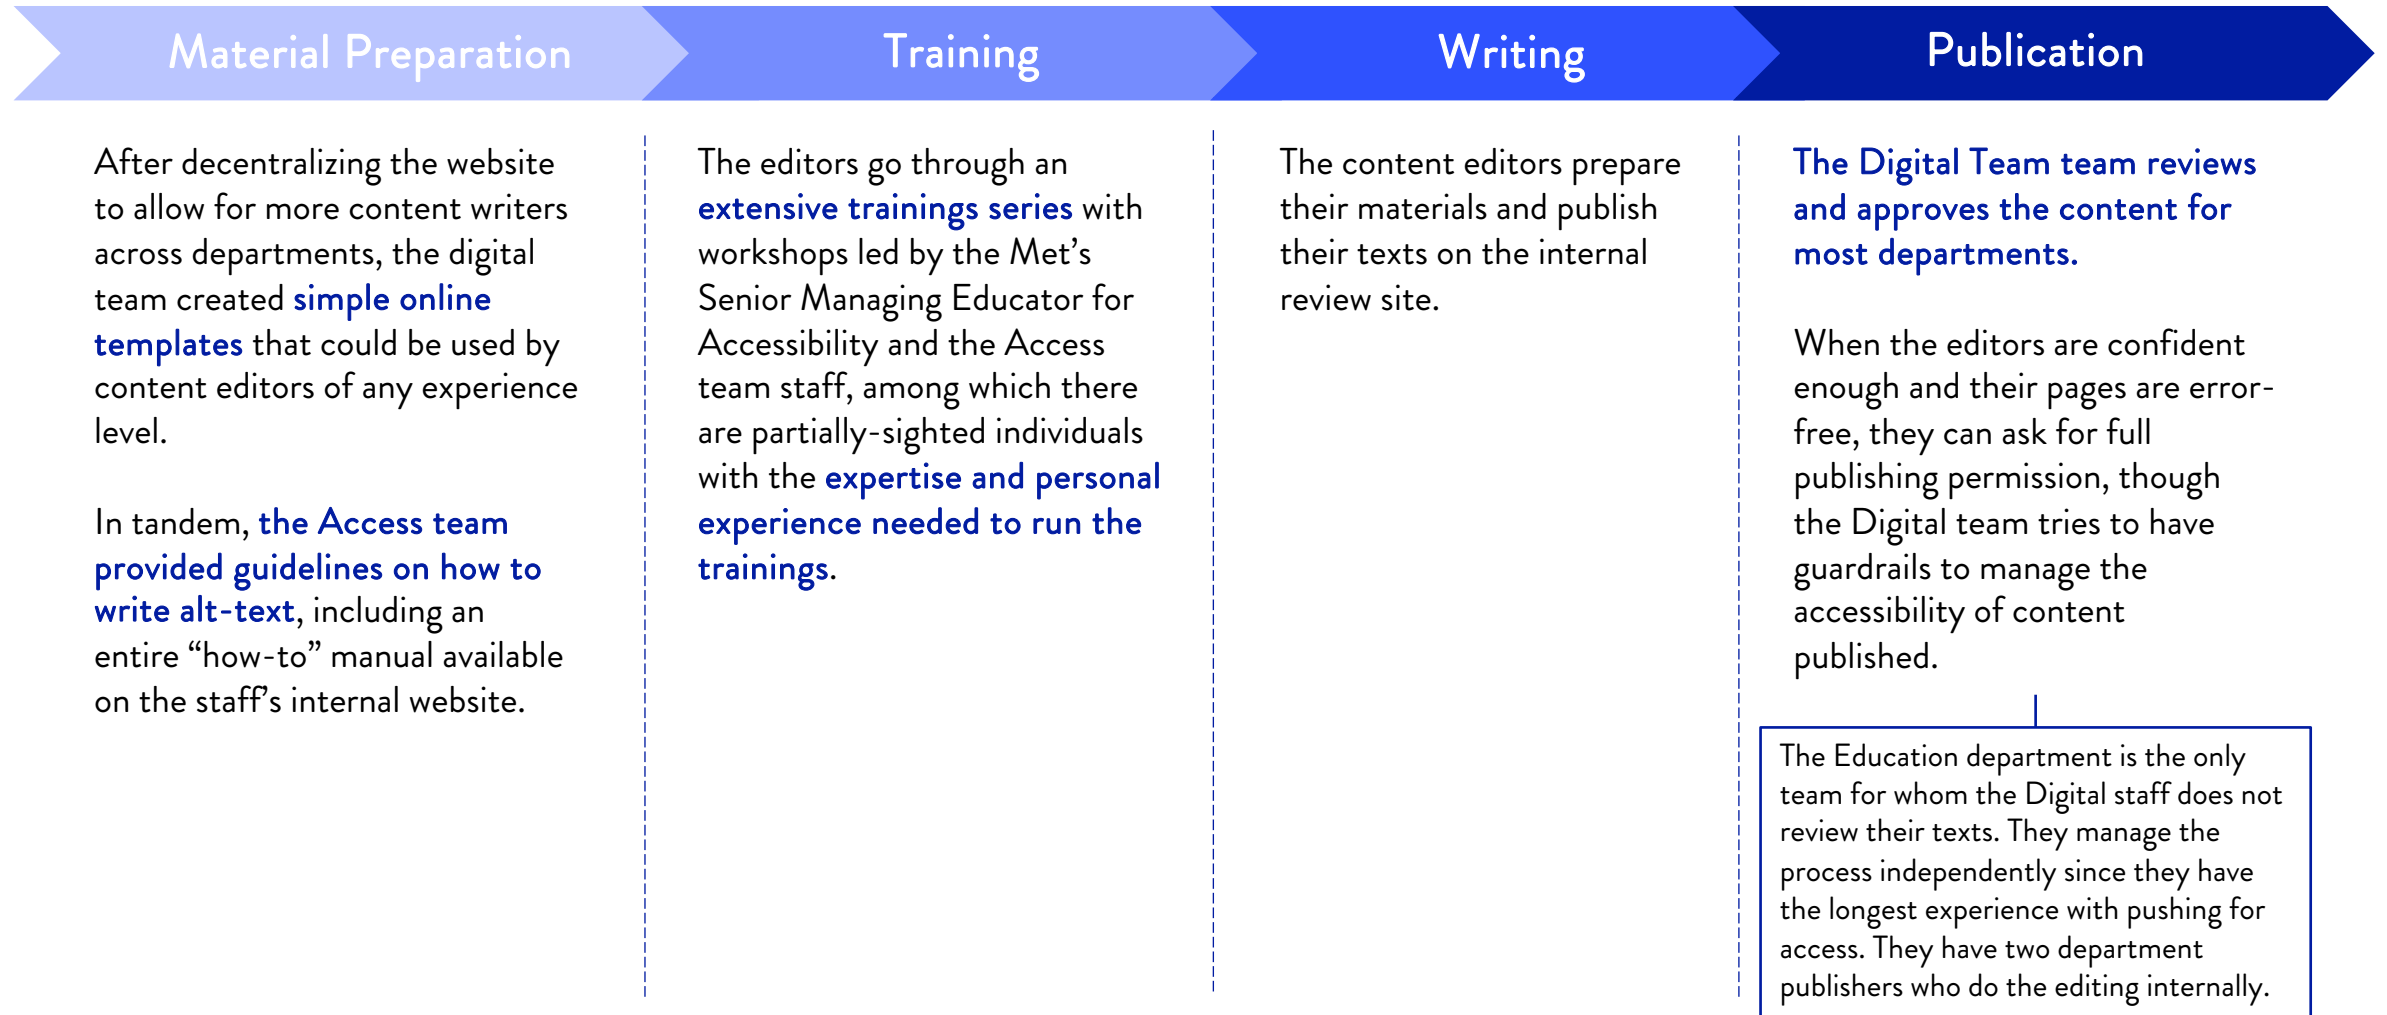 Material Preparation
Training
Writing
Publication
After decentralizing the website
to allow for more content writers
across departments, the digital
team created simple online
templates that could be used by
content editors of any experience
level.
In tandem, the Access team
provided guidelines on how to
write alt-text, including an
entire “how-to” manual available
on the staff’s internal website.
The editors go through an
extensive trainings series with
workshops led by the Met’s
Senior Managing Educator for
Accessibility and the Access
team staff, among which there
are partially-sighted individuals
with the expertise and personal
experience needed to run the
trainings.
The content editors prepare
their materials and publish
their texts on the internal
review site.
The Digital Team team reviews
and approves the content for
most departments.
When the editors are confident
enough and their pages are error-
free, they can ask for full
publishing permission, though
the Digital team tries to have
guardrails to manage the
accessibility of content
published.
The Education department is the only
team for whom the Digital staff does not
review their texts. They manage the
process independently since they have
the longest experience with pushing for
access. They have two department
publishers who do the editing internally.